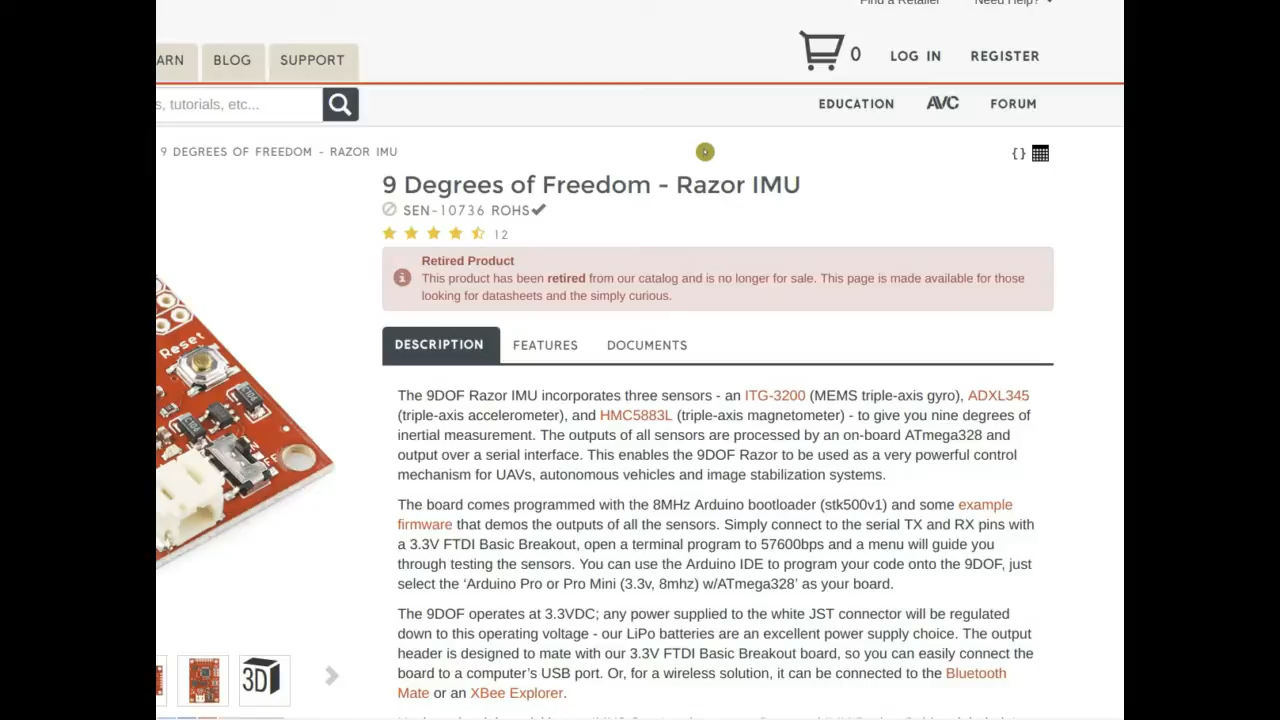 Find a Retailer Need Help?
ARN BLOG SUPPORT
0 LOG IN REGISTER
s, tutorials, etc...
EDUCATION AVC FORUM
9 DEGREES OF FREEDOM - RAZOR IMU
{ }
9 Degrees of Freedom - Razor IMU
SEN-10736 ROHS✔
12
Retired Product
This product has been retired from our catalog and is no longer for sale. This page is made available for those
looking for datasheets and the simply curious.
Reset
DESCRIPTION FEATURES DOCUMENTS
The 9DOF Razor IMU incorporates three sensors - an ITG-3200 (MEMS triple-axis gyro), ADXL345
(triple-axis accelerometer), and HMC5883L (triple-axis magnetometer) - to give you nine degrees of
inertial measurement. The outputs of all sensors are processed by an on-board ATmega328 and
output over a serial interface. This enables the 9DOF Razor to be used as a very powerful control
mechanism for UAVs, autonomous vehicles and image stabilization systems.
The board comes programmed with the 8MHz Arduino bootloader (stk500v1) and some example
firmware that demos the outputs of all the sensors. Simply connect to the serial TX and RX pins with
a 3.3V FTDI Basic Breakout, open a terminal program to 57600bps and a menu will guide you
through testing the sensors. You can use the Arduino IDE to program your code onto the 9DOF, just
select the ‘Arduino Pro or Pro Mini (3.3v, 8mhz) w/ATmega328’ as your board.
The 9DOF operates at 3.3VDC; any power supplied to the white JST connector will be regulated
down to this operating voltage - our LiPo batteries are an excellent power supply choice. The output
header is designed to mate with our 3.3V FTDI Basic Breakout board, so you can easily connect the
board to a computer’s USB port. Or, for a wireless solution, it can be connected to the Bluetooth
Mate or an XBee Explorer.
3D